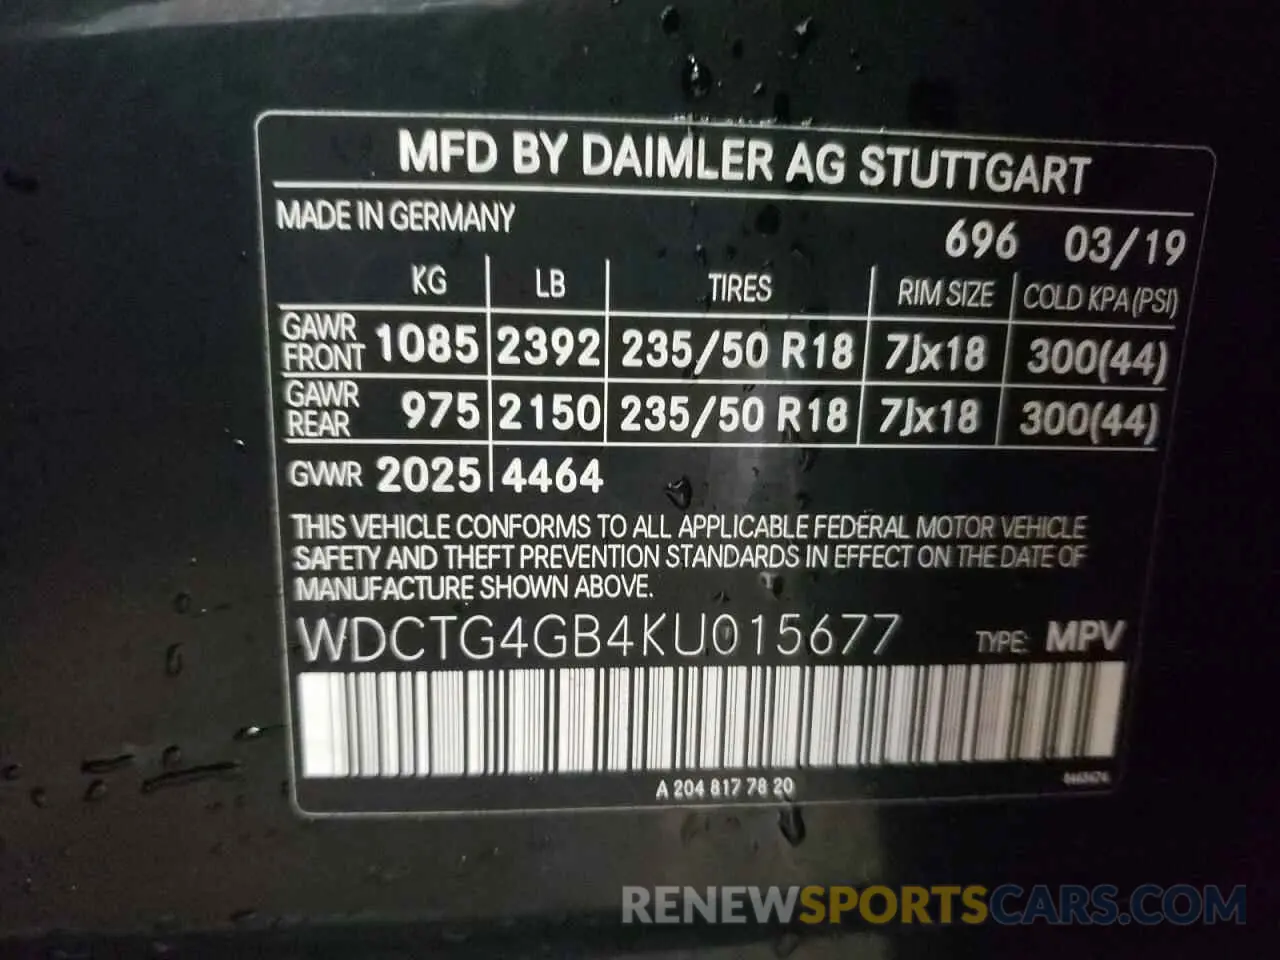 MFD BY DAIMLER AG STUTTGART
MADE IN GERMANY 696 03/19
KG LB TIRES RIM SIZE COLD KPA(PSI)
GAWR FRONT 1085 2392 235/50 R18 7Jx18 300(44)
GAWR REAR 975 2150 235/50 R18 7Jx18 300(44)
GVWR 2025 4464
THIS VEHICLE CONFORMS TO ALL APPLICABLE FEDERAL MOTOR VEHICLE
SAFETY AND THEFT PREVENTION STANDARDS IN EFFECT ON THE DATE OF
MANUFACTURE SHOWN ABOVE.
WDCTG4GB4KU015677 TYPE: MPV
A 204 817 78 20
RENEWSPORTSCARS.COM